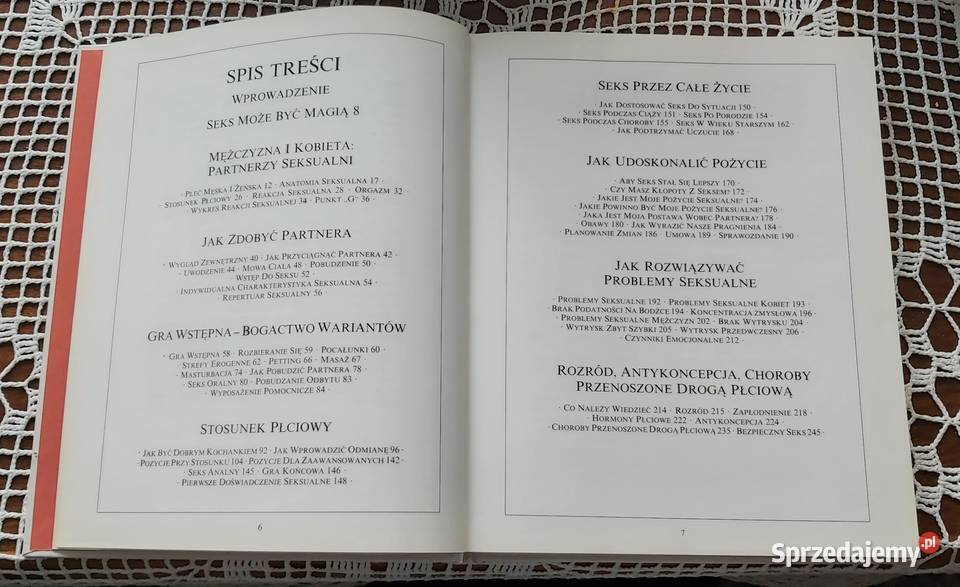 SPIS TREŚCI
WPROWADZENIE
SEKS MOŻE BYĆ MAGIĄ 8
MĘŻCZYZNA I KOBIETA:
PARTNERZY SEKSUALNI
· PŁEĆ MĘSKA I ŻEŃSKA 12 · ANATOMIA SEKSUALNA 17 ·
STOSUNEK PŁCIOWY 26 · REAKCJA SEKSUALNA 28 · ORGAZM 32 ·
WYKRES REAKCJI SEKSUALNEJ 34 · PUNKT „G" 36 ·
JAK ZDOBYĆ PARTNERA
· WYGLĄD ZEWNĘTRZNY 40 · JAK PRZYCIĄGNĄĆ PARTNERA 42 ·
· UWODZENIE 44 · MOWA CIAŁA 48 · POBUDZENIE 50 ·
· WSTĘP DO SEKSU 52 ·
· INDYWIDUALNA CHARAKTERYSTYKA SEKSUALNA 54 ·
· REPERTUAR SEKSUALNY 56 ·
GRA WSTĘPNA – BOGACTWO WARIANTÓW
· GRA WSTĘPNA 58 · ROZBIERANIE SIĘ 59 · POCAŁUNKI 60 ·
· STREFY EROGENNE 62 · PETTING 66 · MASAŻ 67 ·
· MASTURBACJA 74 · JAK POBUDZIĆ PARTNERA 78 ·
· SEKS ORALNY 80 · POBUDZANIE ODBYTU 83 ·
· WYPOSAŻENIE POMOCNICZE 84 ·
STOSUNEK PŁCIOWY
· JAK BYĆ DOBRYM KOCHANKIEM 92 · JAK WPROWADZIĆ ODMIANĘ 96 ·
· POZYCJE PRZY STOSUNKU 104 · POZYCJE DLA ZAAWANSOWANYCH 142 ·
· SEKS ANALNY 145 · GRA KOŃCOWA 146 ·
· PIERWSZE DOŚWIADCZENIE SEKSUALNE 148 ·
6
SEKS PRZEZ CAŁE ŻYCIE
· JAK DOSTOSOWAĆ SEKS DO SYTUACJI 150 ·
· SEKS PODCZAS CIĄŻY 151 · SEKS PO PORODZIE 154 ·
· SEKS PODCZAS CHOROBY 155 · SEKS W WIEKU STARSZYM 162 ·
· JAK PODTRZYMAĆ UCZUCIE 168 ·
JAK UDOSKONALIĆ POŻYCIE
· ABY SEKS STAŁ SIĘ LEPSZY 170 ·
· CZY MASZ KŁOPOTY Z SEKSEM? 172 ·
· JAKIE JEST MOJE POŻYCIE SEKSUALNE? 174 ·
· JAKIE POWINNO BYĆ MOJE POŻYCIE SEKSUALNE? 176 ·
· JAKA JEST MOJA POSTAWA WOBEC PARTNERA? 178 ·
· OBAWY 180 · JAK WYRAZIĆ NASZE PRAGNIENIA 184 ·
· PLANOWANIE ZMIAN 186 · UMOWA 189 · SPRAWOZDANIE 190 ·
JAK ROZWIĄZYWAĆ
PROBLEMY SEKSUALNE
· PROBLEMY SEKSUALNE 192 · PROBLEMY SEKSUALNE KOBIET 193 ·
· BRAK PODATNOŚCI NA BODŹCE 194 · KONCENTRACJA ZMYSŁOWA 196 ·
· PROBLEMY SEKSUALNE MĘŻCZYZN 202 · BRAK WYTRYSKU 204 ·
· WYTRYSK ZBYT SZYBKI 205 · WYTRYSK PRZEDWCZESNY 206 ·
· CZYNNIKI EMOCJONALNE 212 ·
ROZRÓD, ANTYKONCEPCJA, CHOROBY
PRZENOSZONE DROGĄ PŁCIOWĄ
· CO NALEŻY WIEDZIEĆ 214 · ROZRÓD 215 · ZAPŁODNIENIE 218 ·
· HORMONY PŁCIOWE 222 · ANTYKONCEPCJA 224 ·
· CHOROBY PRZENOSZONE DROGĄ PŁCIOWĄ 235 · BEZPIECZNY SEKS 245 ·
7
Sprzedajemy.pl